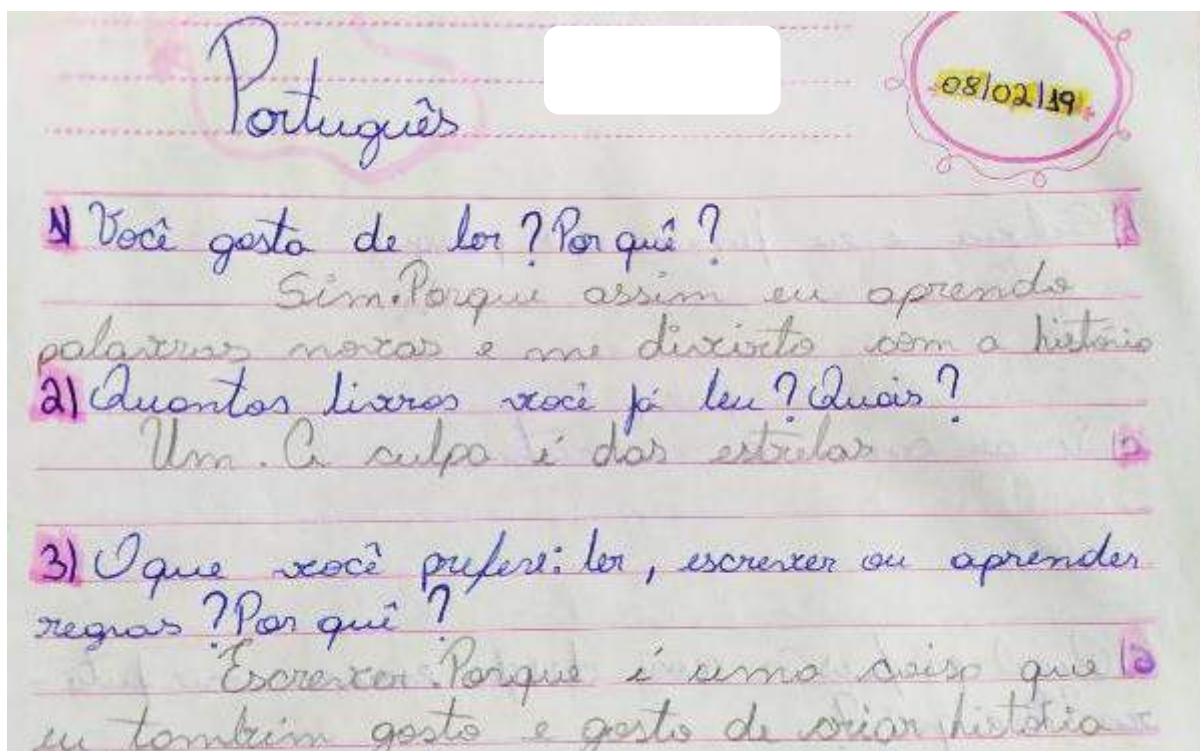 Português
08/02/19
1) Você gosta de ler? Por quê?
Sim. Porque assim eu aprendo
palavras novas e me divirto com a história
2) Quantos livros você já leu? Quais?
Um. A culpa é das estrelas
3) O que você prefere: ler, escrever ou aprender
regras? Por quê?
Escrever. Porque é uma coisa que
eu também gosto e gosto de criar história